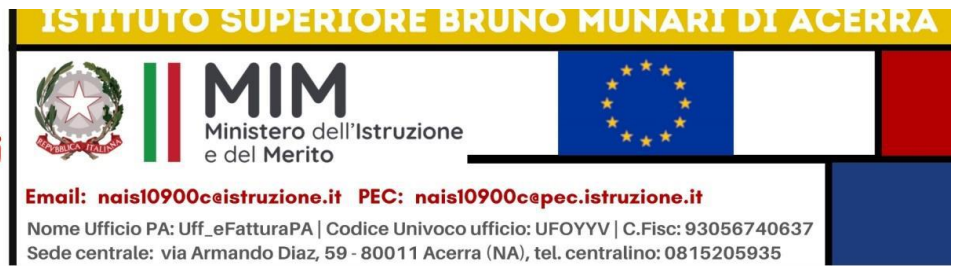 ISTITUTO SUPERIORE BRUNO MUNARI DI ACERRA
MIM
Ministero dell'Istruzione
e del Merito
REPVBBLICA ITALIANA
Email: nais10900c@istruzione.it PEC: nais10900c@pec.istruzione.it
Nome Ufficio PA: Uff_eFatturaPA | Codice Univoco ufficio: UFOYYV | C.Fisc: 93056740637
Sede centrale: via Armando Diaz, 59 - 80011 Acerra (NA), tel. centralino: 0815205935